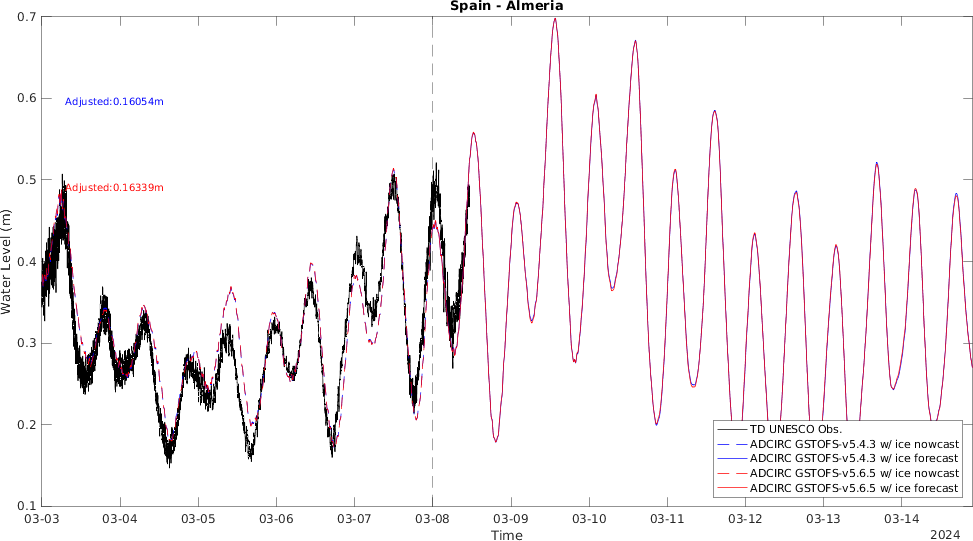 Spain - Almeria
0.7
0.6
0.5
0.4
0.3
0.2
0.1
Water Level (m)
Adjusted:0.16054m
Adjusted:0.16339m
TD UNESCO Obs.
ADCIRC GSTOFS-v5.4.3 w/ ice nowcast
ADCIRC GSTOFS-v5.4.3 w/ ice forecast
ADCIRC GSTOFS-v5.6.5 w/ ice nowcast
ADCIRC GSTOFS-v5.6.5 w/ ice forecast
03-03 03-04 03-05 03-06 03-07 03-08 03-09 03-10 03-11 03-12 03-13 03-14
Time
2024